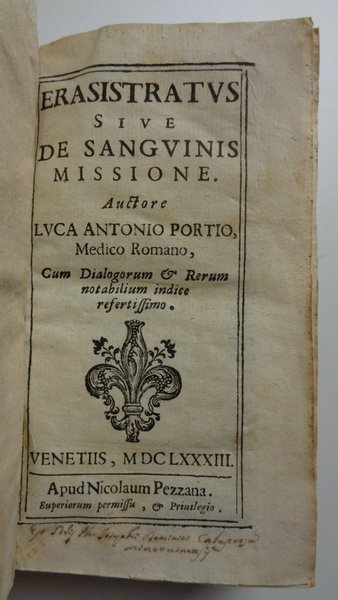 ERASISTRATVS
SIVE
DE SANGVINIS
MISSIONE.
Auctore
LVCA ANTONIO PORTIO,
Medico Romano,
Cum Dialogorum & Rerum
notabilium indice
refertissimo.
VENETIIS, MDCLXXXIII.
Apud Nicolaum Pezzana.
Superiorum permissu, & Priuilegio.